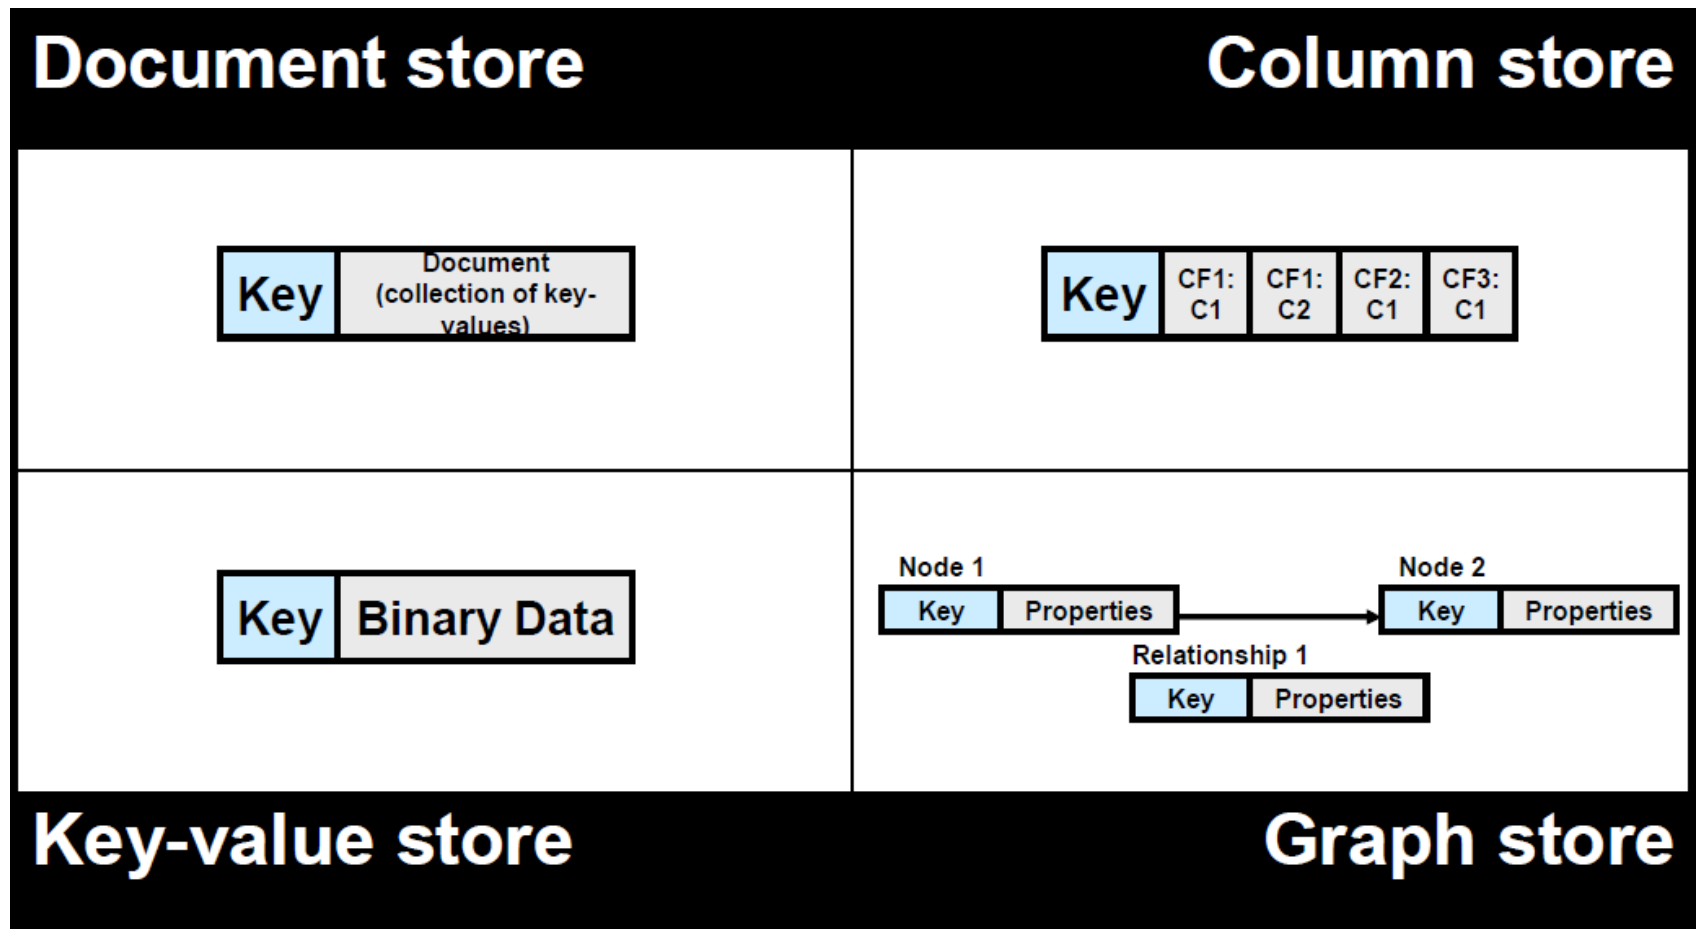 Document store
Column store
Key
Document
(collection of key-
values)
Key
CF1:
C1
CF1:
C2
CF2:
C1
CF3:
C1
Key
Binary Data
Node 1
Key
Properties
Node 2
Key
Properties
Relationship 1
Key
Properties
Key-value store
Graph store